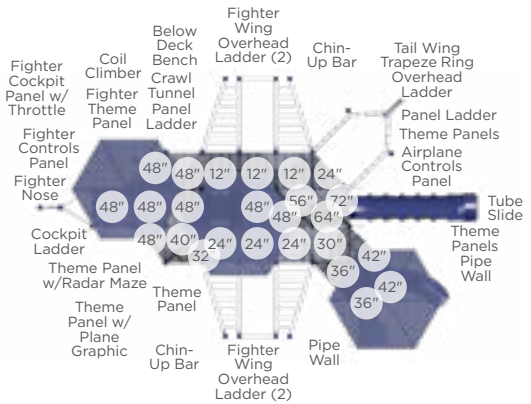 Fighter
Wing
Overhead
Ladder (2)
Below
Deck
Bench
Crawl
Tunnel
Panel
Ladder
Coil
Climber
Fighter
Theme
Panel
Fighter
Cockpit
Panel w/
Throttle
Fighter
Controls
Panel
Fighter
Nose
Chin-
Up Bar
Tail Wing
Trapeze Ring
Overhead
Ladder
Panel Ladder
Theme Panels
Airplane
Controls
Panel
48" 48" 12" 12" 12" 24"
48" 48" 48" 48" 48" 56" 64" 72"
48" 40" 32 24" 24" 24" 30"
36" 42"
36" 42"
Tube
Slide
Theme
Panels
Pipe
Wall
Cockpit
Ladder
Theme Panel
w/Radar Maze
Theme
Panel w/
Plane
Graphic
Theme
Panel
Chin-
Up Bar
Fighter
Wing
Overhead
Ladder (2)
Pipe
Wall